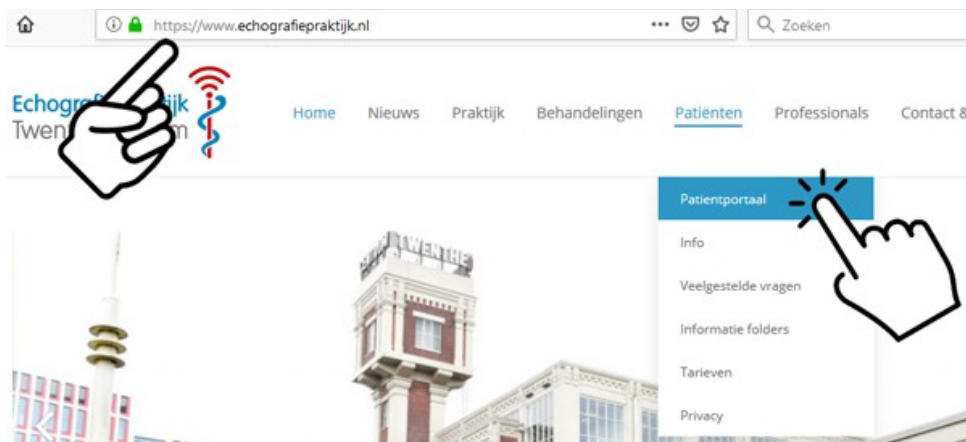 https://www.echografiepraktijk.nl
Zoeken
Home Nieuws Praktijk Behandelingen Patiënten Professionals Contact &
Patientportaal
Info
Veelgestelde vragen
Informatie folders
Tarieven
Privacy
TWENTHE